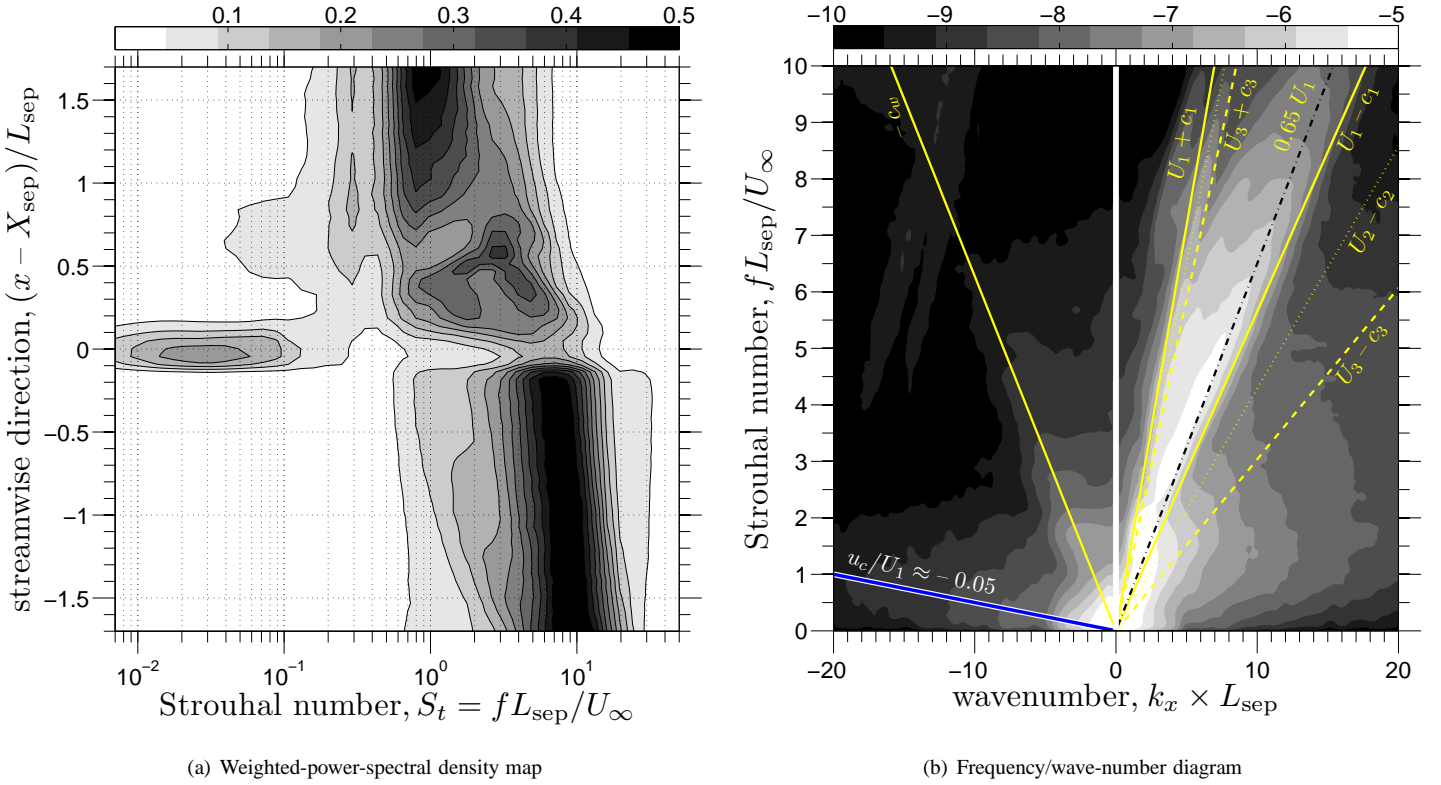 0.1 0.2 0.3 0.4 0.5
1.5
1
0.5
0
−0.5
−1
−1.5
streamwise direction, (x − X_sep)/L_sep
10^−2 10^−1 10^0 10^1
Strouhal number, S_t = fL_sep/U_∞
(a) Weighted-power-spectral density map
−10 −9 −8 −7 −6 −5
10
9
8
7
6
5
4
3
2
1
0
Strouhal number, fL_sep/U_∞
− c_w
U_1 + c_1
U_3 + c_3
0.65 U_1
U_1 − c_1
U_2 − c_2
U_3 − c_3
u_c/U_1 ≈ − 0.05
−20 −10 0 10 20
wavenumber, k_x × L_sep
(b) Frequency/wave-number diagram